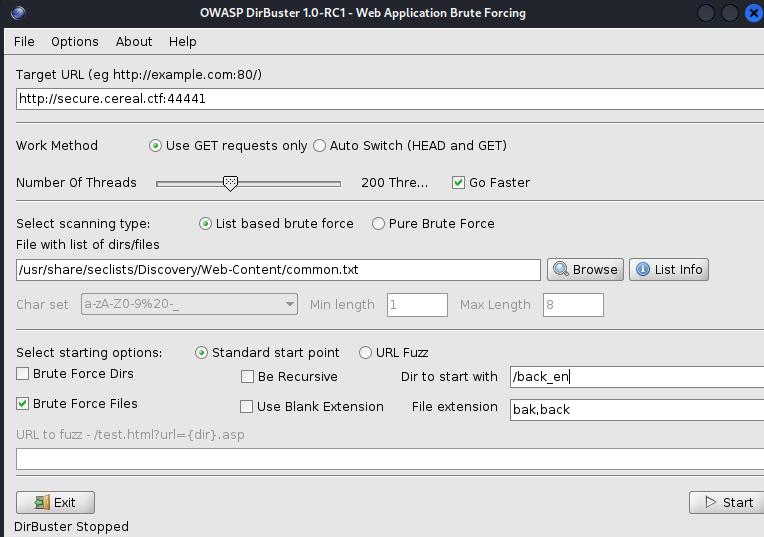 OWASP DirBuster 1.0-RC1 - Web Application Brute Forcing
File Options About Help
Target URL (eg http://example.com:80/)
http://secure.cereal.ctf:44441
Work Method Use GET requests only Auto Switch (HEAD and GET)
Number Of Threads 200 Thre... Go Faster
Select scanning type: List based brute force Pure Brute Force
File with list of dirs/files
/usr/share/seclists/Discovery/Web-Content/common.txt Browse List Info
Char set a-zA-Z0-9%20-_ Min length 1 Max Length 8
Select starting options: Standard start point URL Fuzz
Brute Force Dirs Be Recursive Dir to start with /back_en
Brute Force Files Use Blank Extension File extension bak,back
URL to fuzz - /test.html?url={dir}.asp
Exit Start
DirBuster Stopped